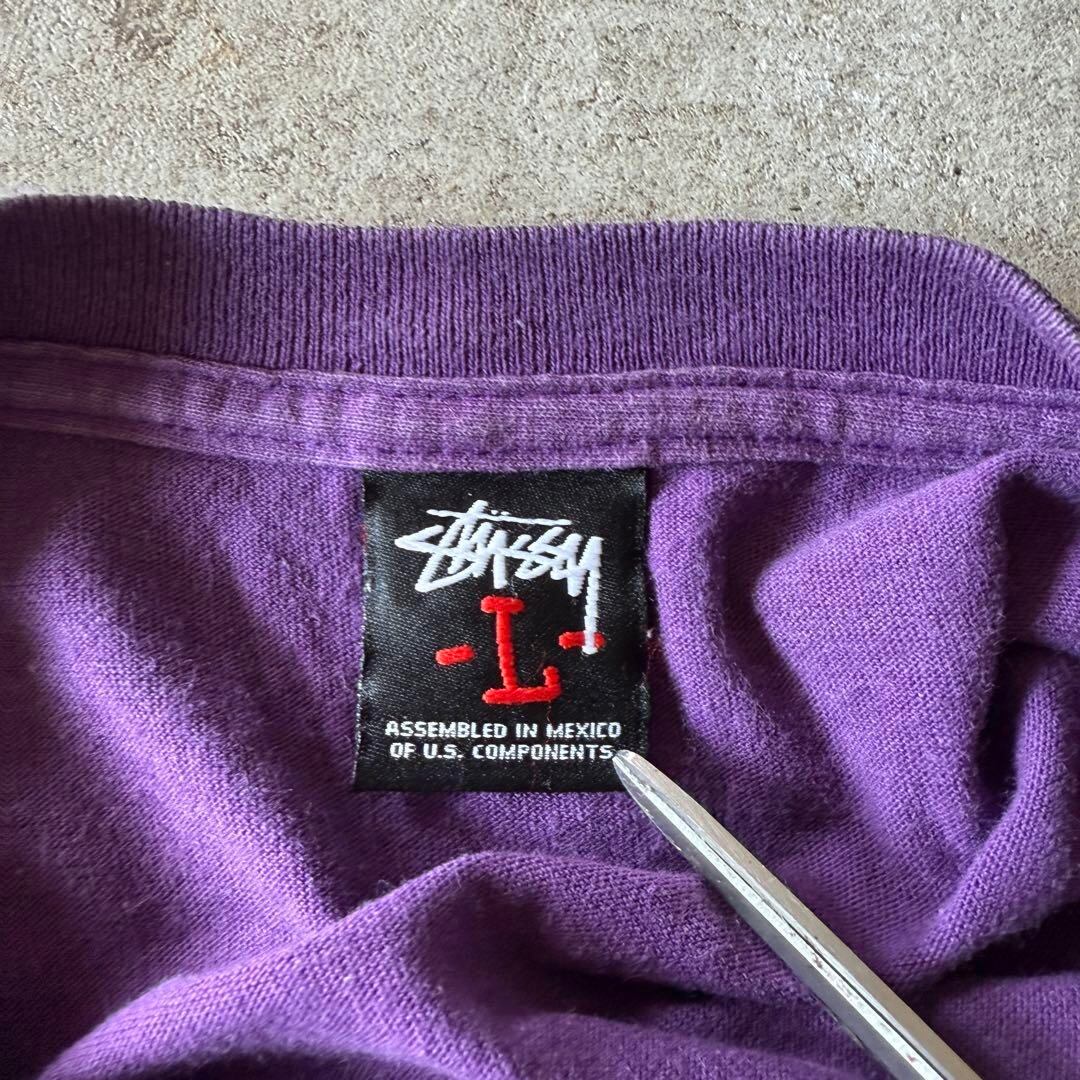 STÜSSY
-L-
ASSEMBLED IN MEXICO
OF U.S. COMPONENTS